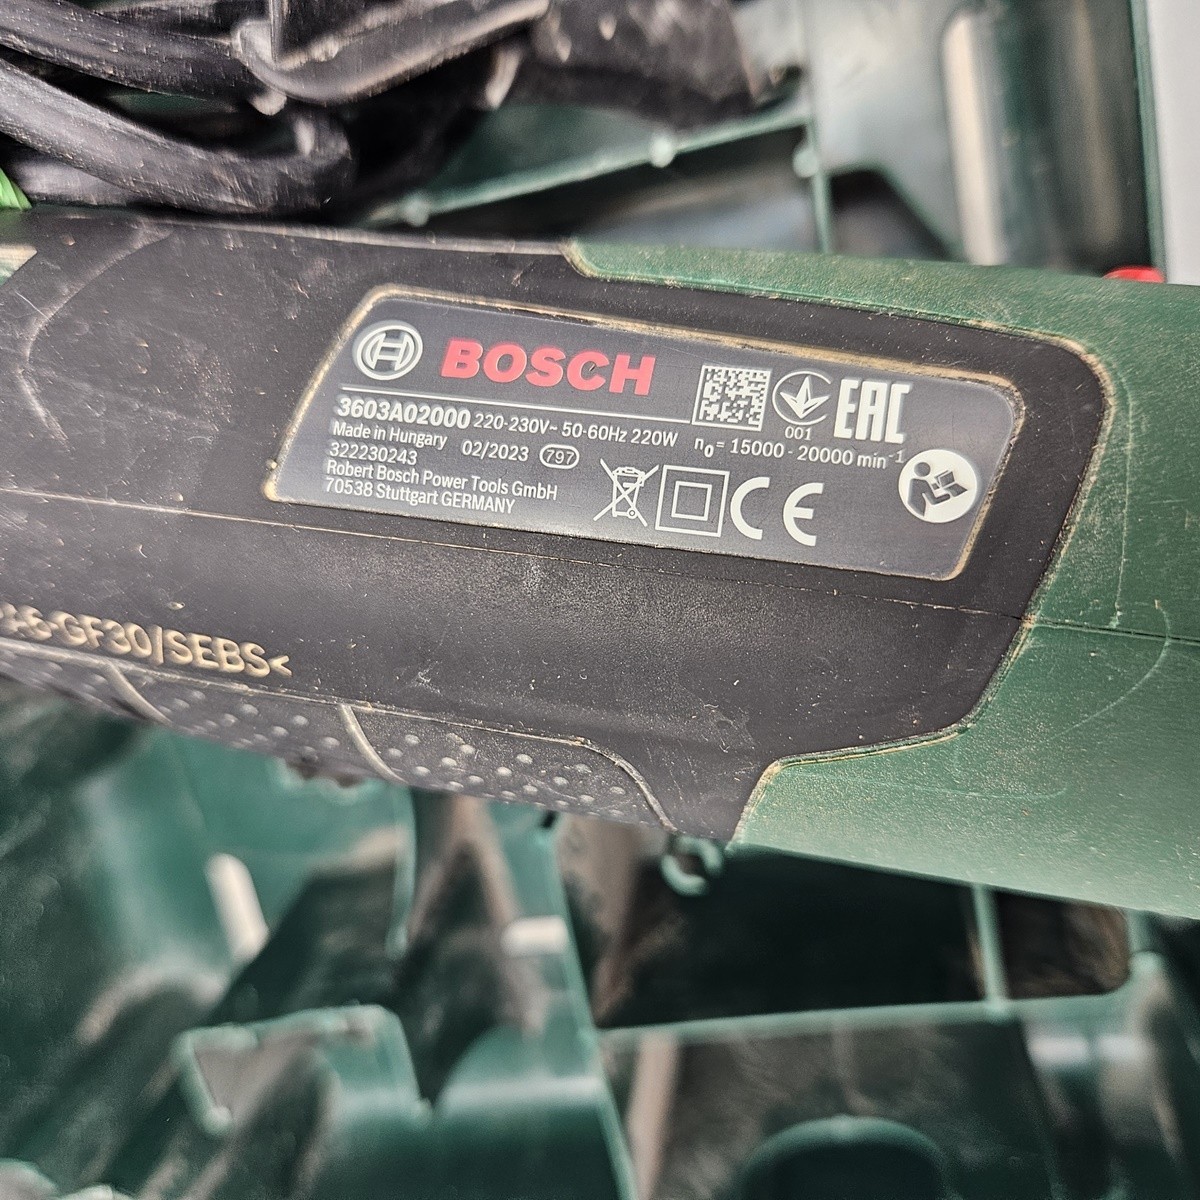 BOSCH
3603A02000 220-230V~ 50-60Hz 220W n₀= 15000-20000 min⁻¹
Made in Hungary 02/2023 797
322230243
Robert Bosch Power Tools GmbH
70538 Stuttgart GERMANY
001
EAC
CE
GF30/SEBS<